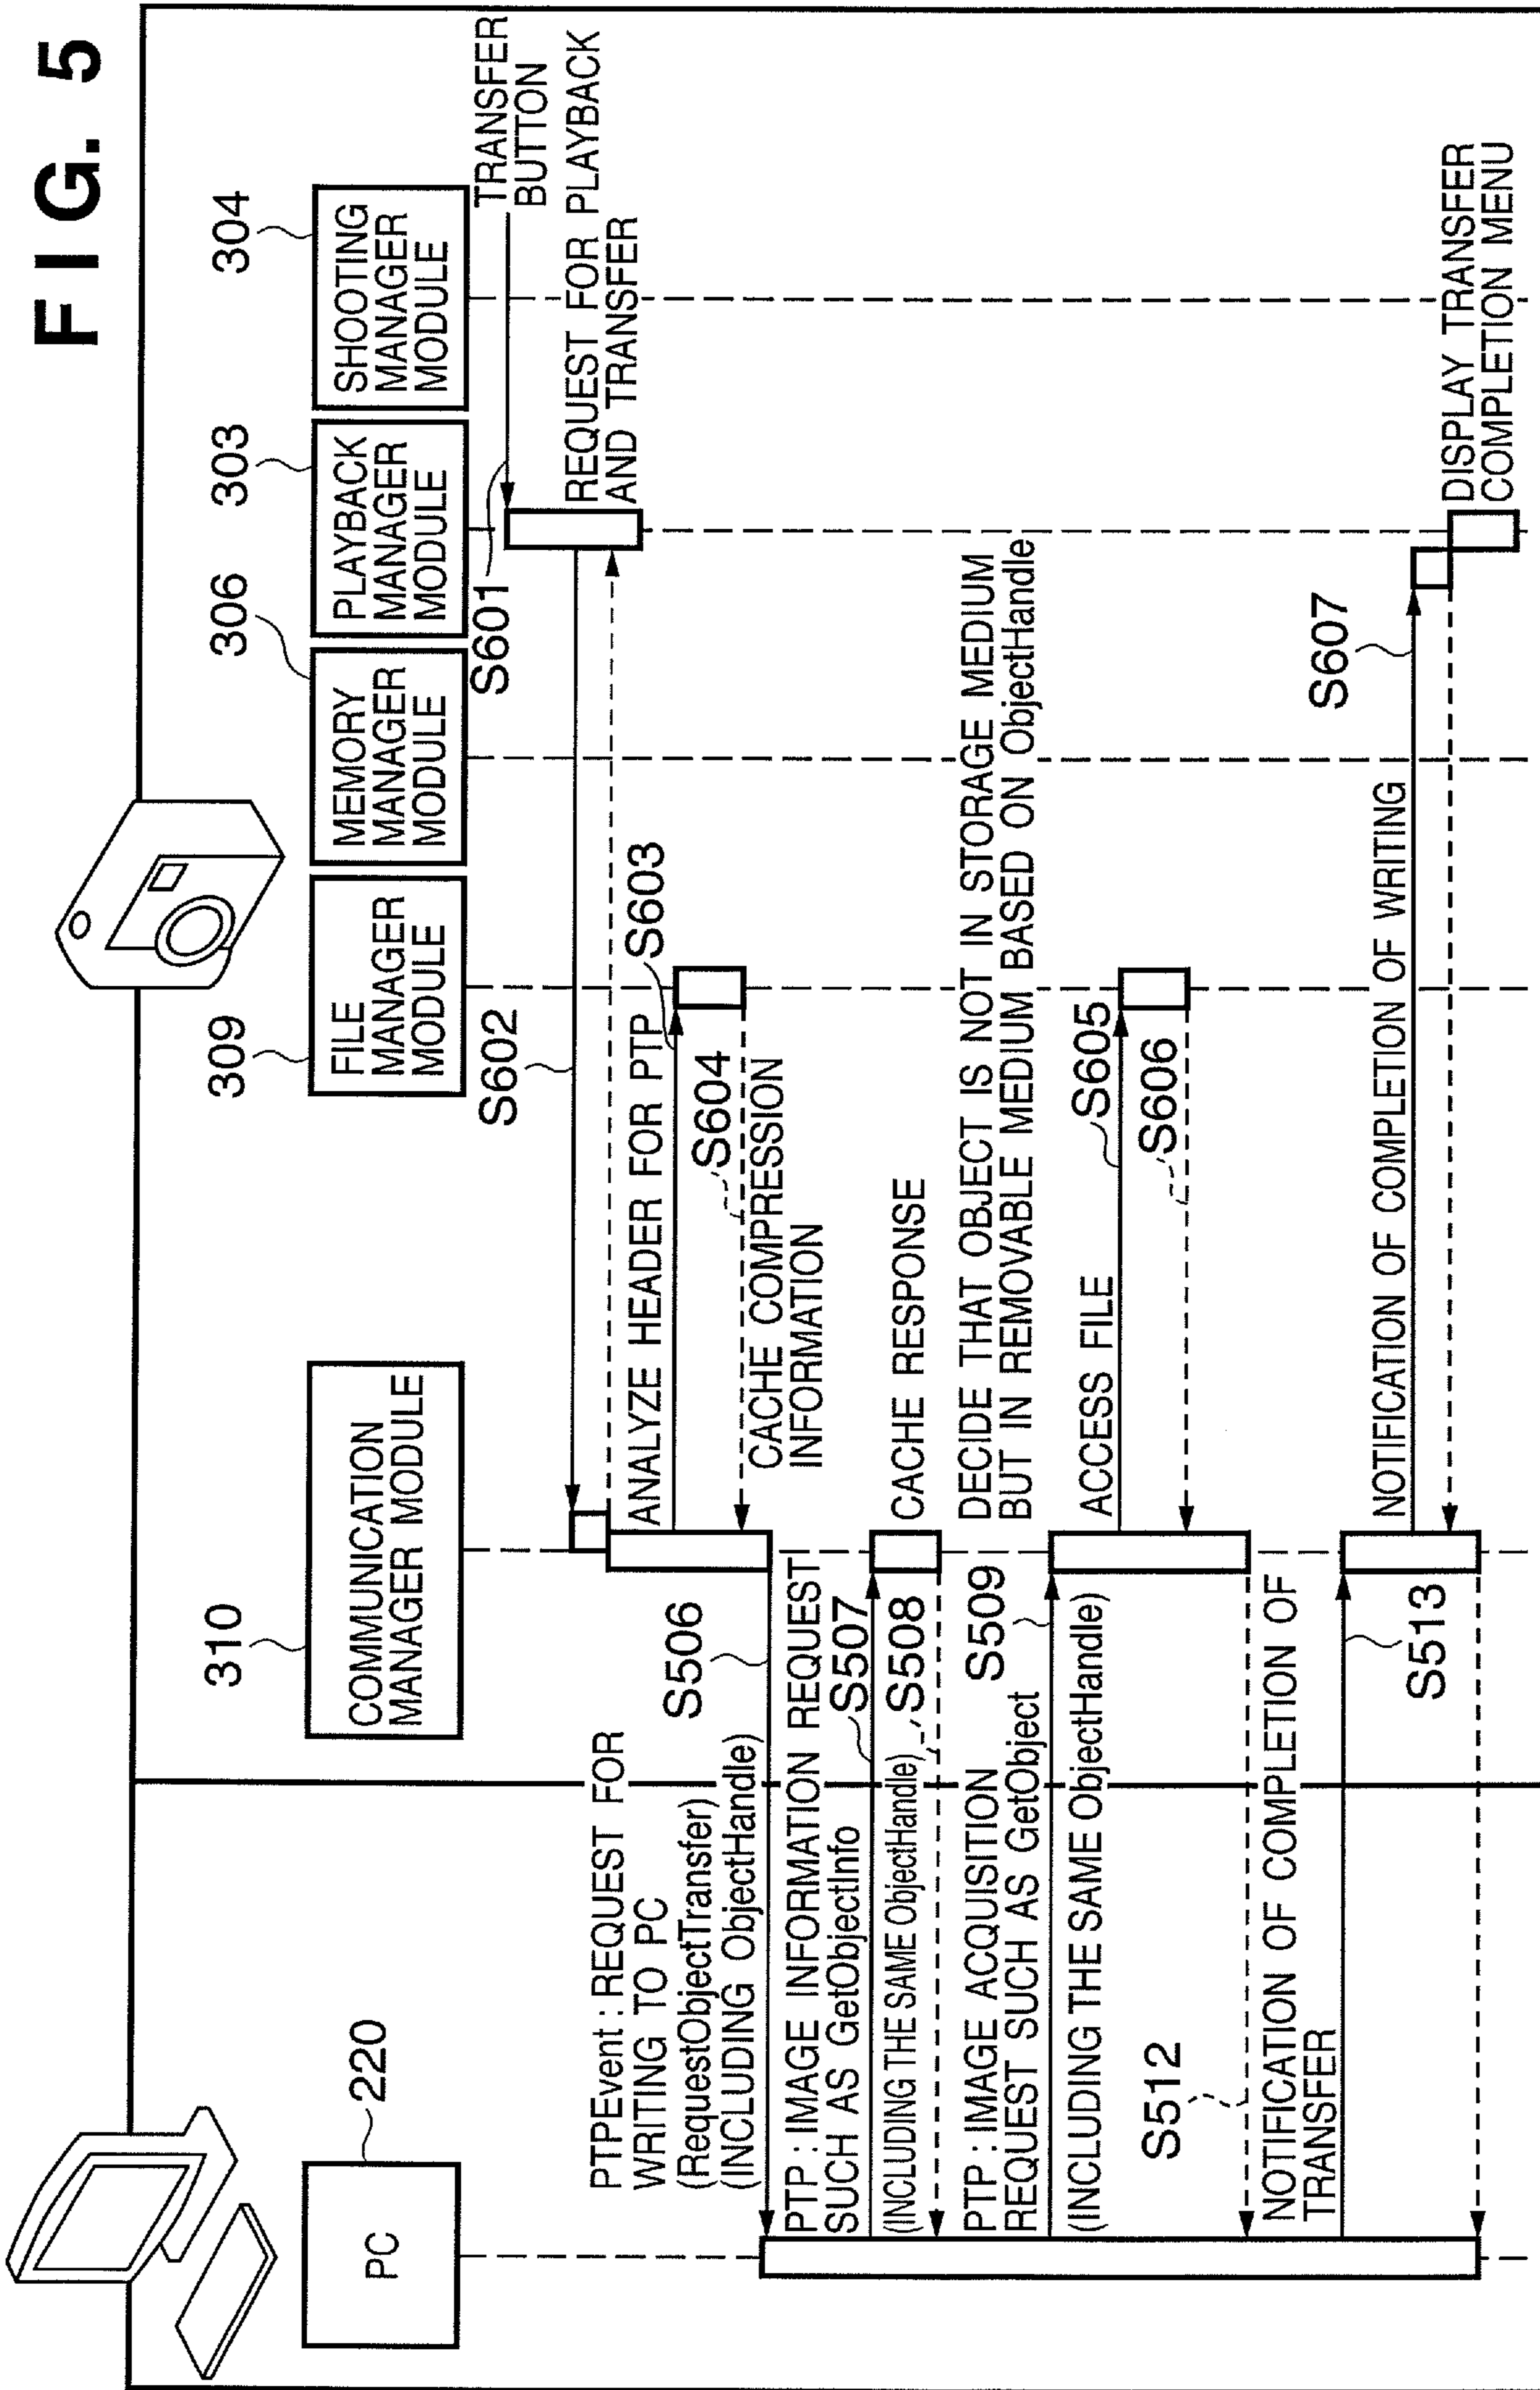 FIG. 5
220
PC
310
COMMUNICATION
MANAGER MODULE
309
FILE
MANAGER
MODULE
306
MEMORY
MANAGER
MODULE
303
PLAYBACK
MANAGER
MODULE
304
SHOOTING
MANAGER
MODULE
S601
TRANSFER
BUTTON
S602
REQUEST FOR PLAYBACK
AND TRANSFER
ANALYZE HEADER FOR PTP
S603
S604
CACHE COMPRESSION
INFORMATION
PTPEvent : REQUEST FOR
WRITING TO PC
(RequestObjectTransfer)
(INCLUDING ObjectHandle)
S506
PTP : IMAGE INFORMATION REQUEST
SUCH AS GetObjectInfo
S507
CACHE RESPONSE
(INCLUDING THE SAME ObjectHandle)
S508
PTP : IMAGE ACQUISITION
REQUEST SUCH AS GetObject
S509
DECIDE THAT OBJECT IS NOT IN STORAGE MEDIUM
BUT IN REMOVABLE MEDIUM BASED ON ObjectHandle
(INCLUDING THE SAME ObjectHandle)
ACCESS FILE
S605
S606
S512
NOTIFICATION OF COMPLETION OF
TRANSFER
S513
NOTIFICATION OF COMPLETION OF WRITING
S607
DISPLAY TRANSFER
COMPLETION MENU